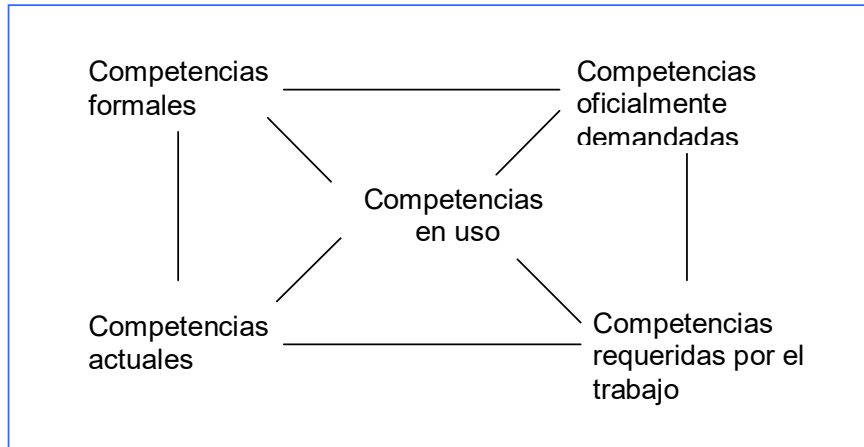 Competencias
formales
Competencias
oficialmente
demandadas
Competencias
en uso
Competencias
actuales
Competencias
requeridas por el
trabajo